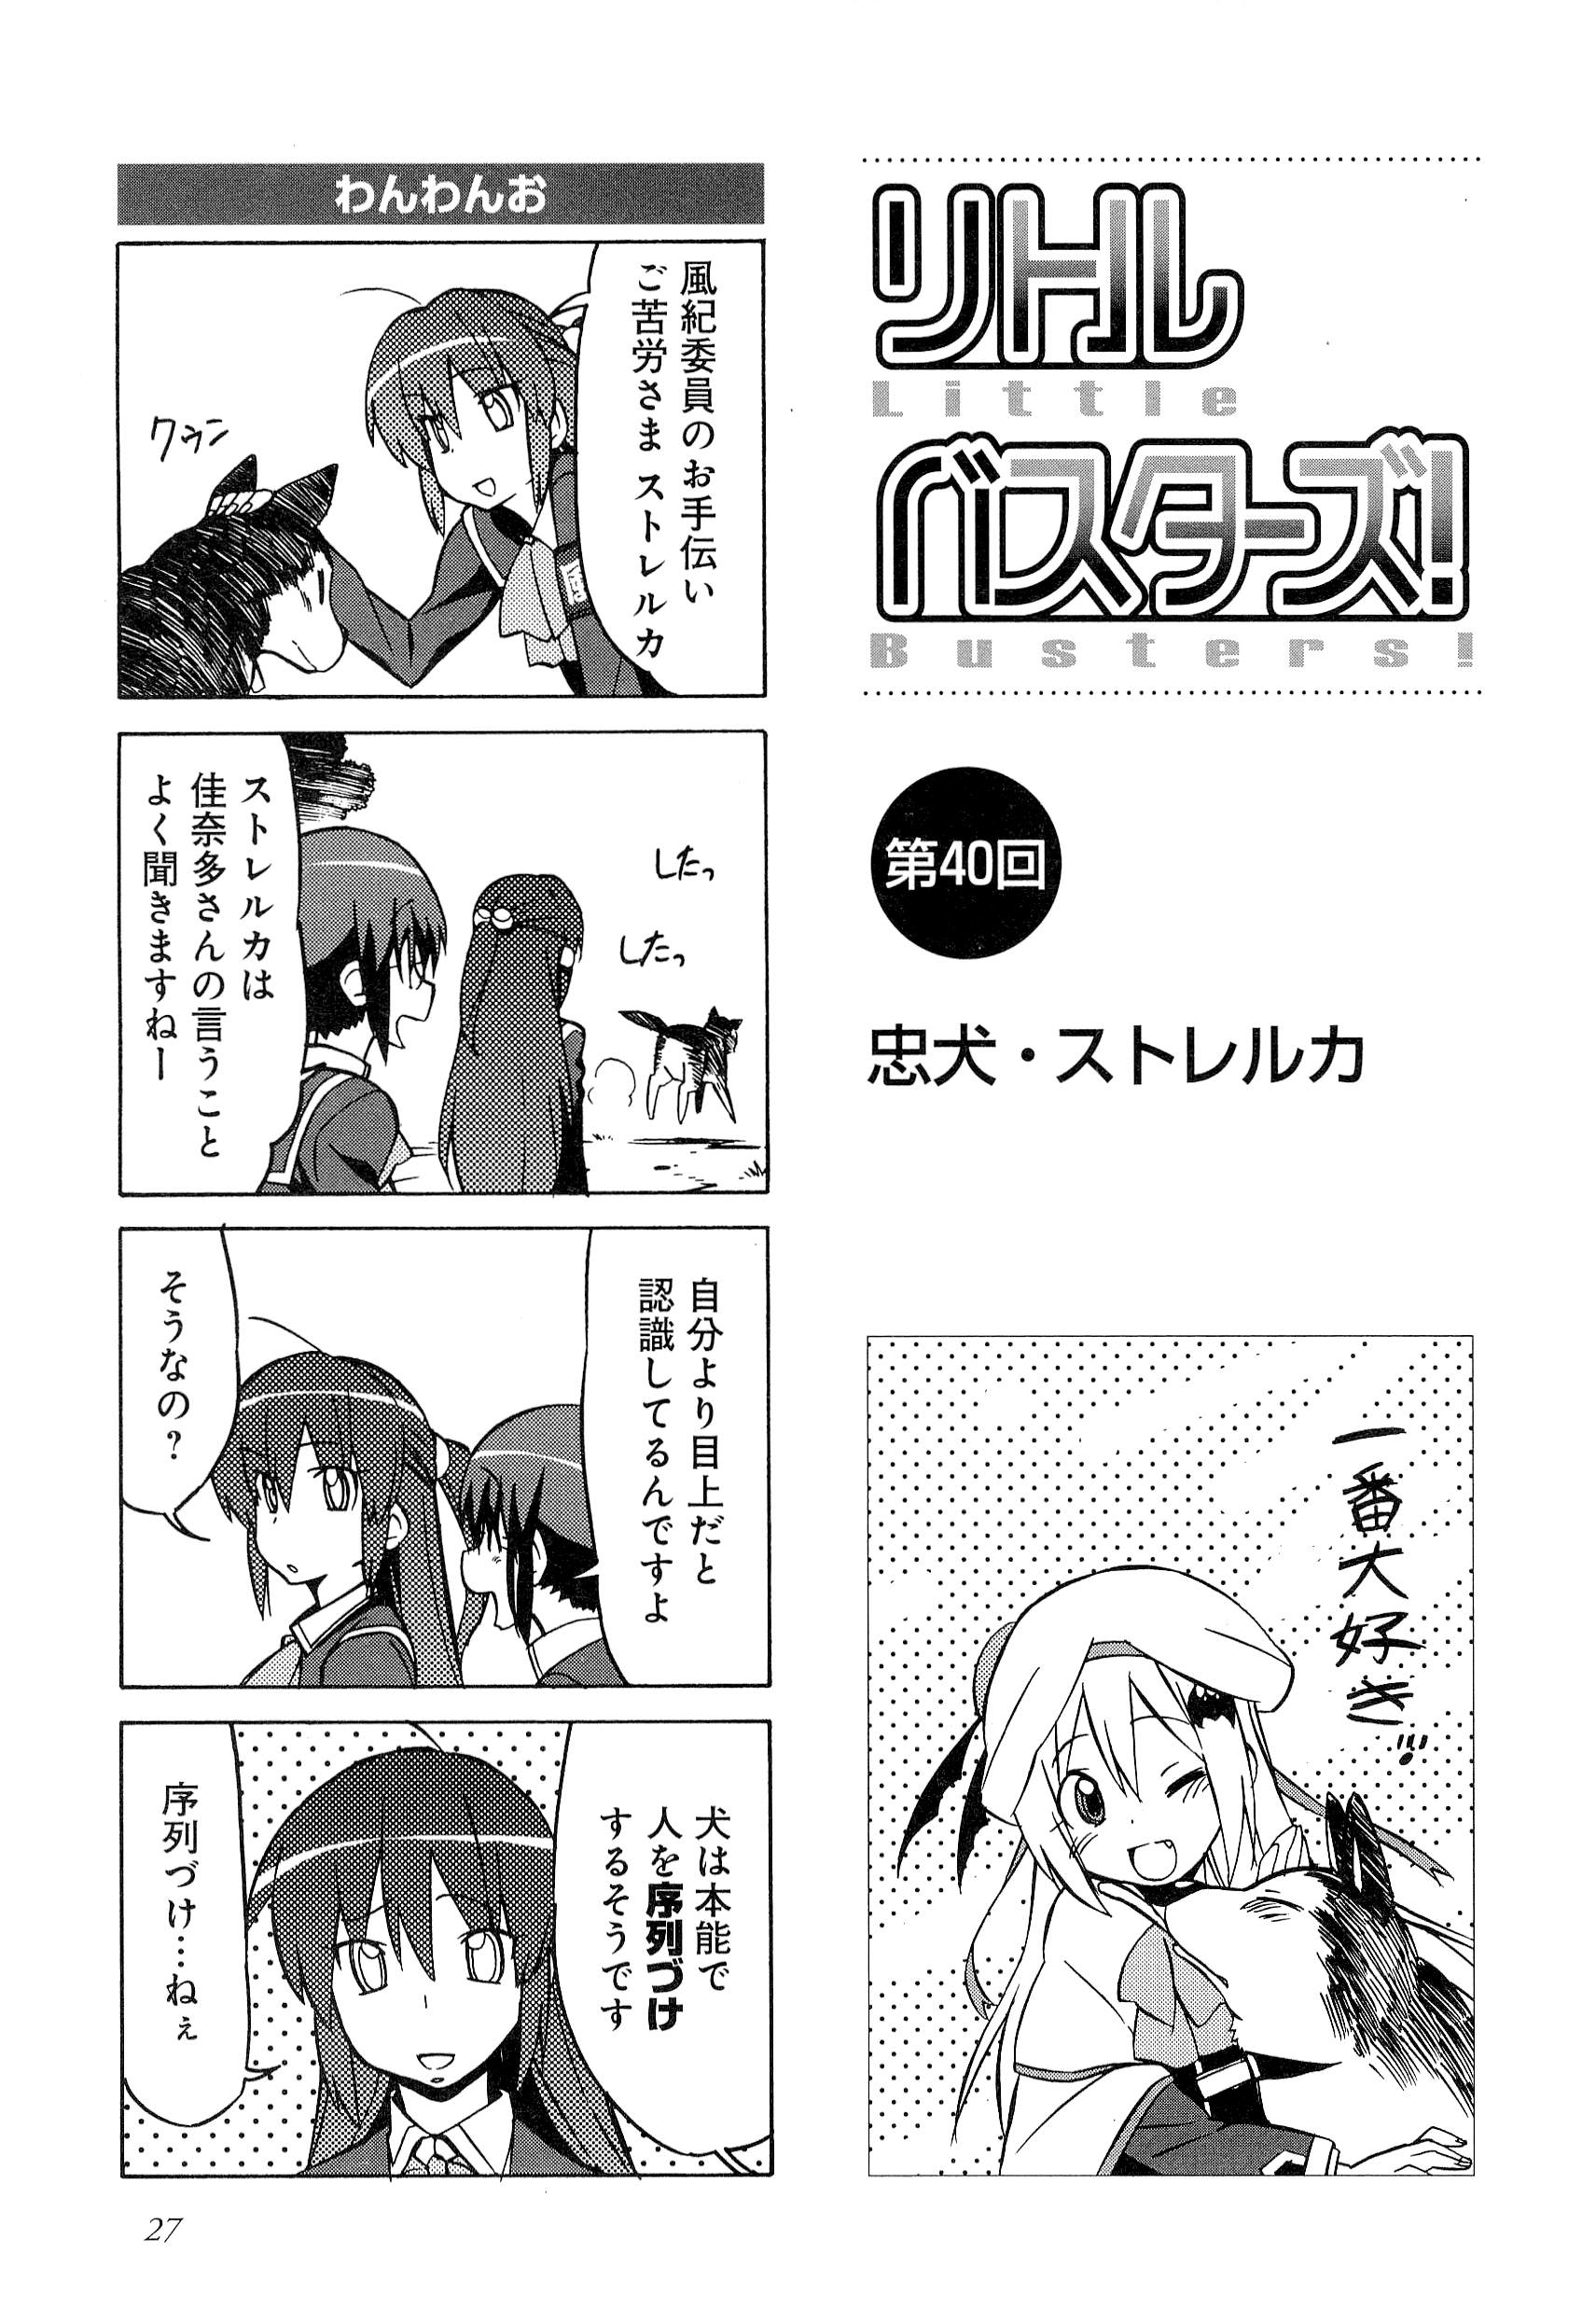 リトル
Little
バスターズ!
Busters!
第40回
忠犬・ストレルカ
一番大好き!!!
わんわんお
風紀委員のお手伝い
ご苦労さま ストレルカ
クゥン
したっ
したっ
ストレルカは
佳奈多さんの言うこと
よく聞きますねー
自分より目上だと
認識してるんですよ
そうなの?
犬は本能で
人を序列づけ
するそうです
序列づけ…ねぇ
27